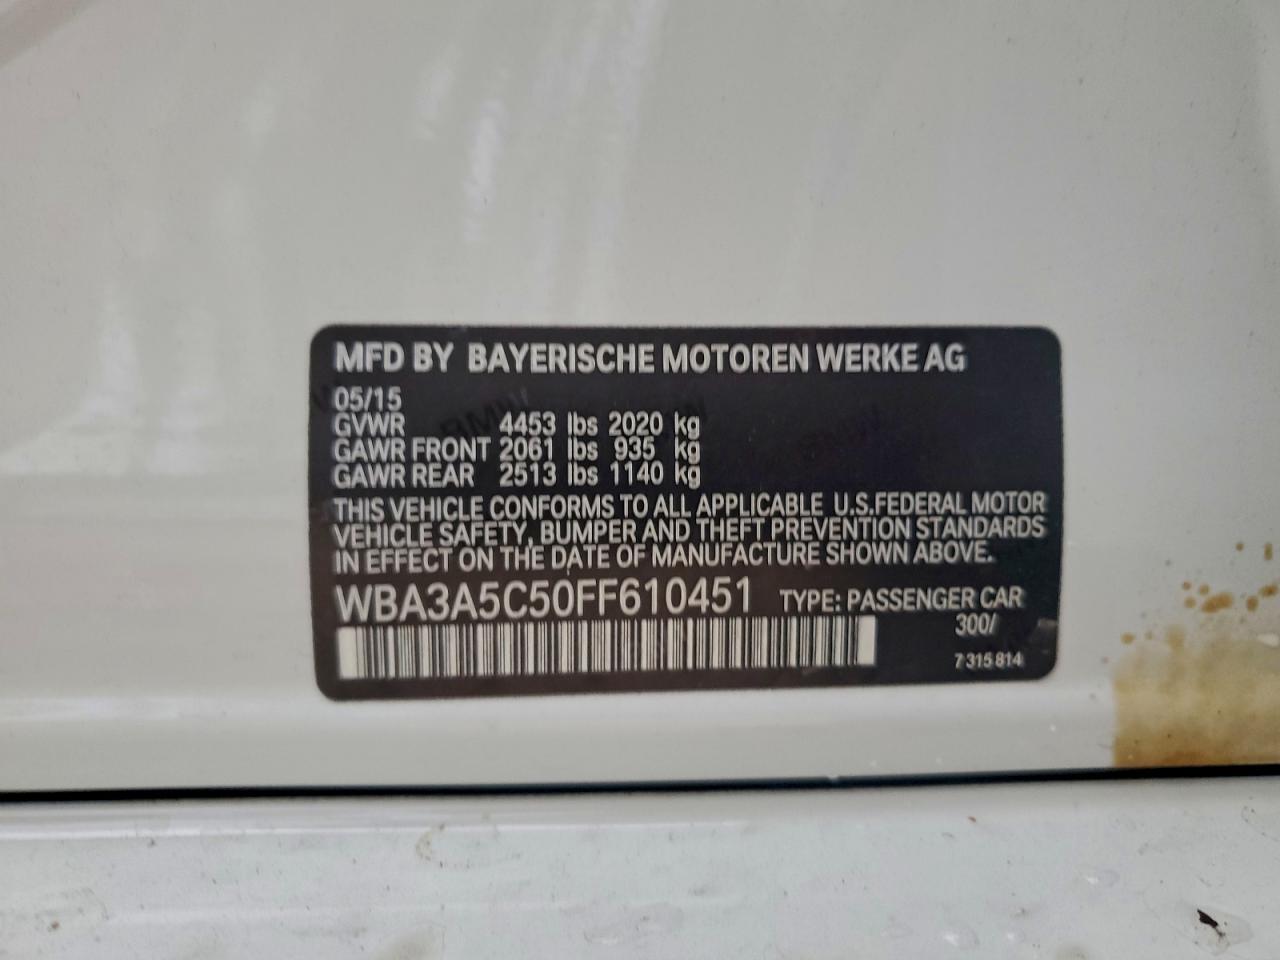 MFD BY BAYERISCHE MOTOREN WERKE AG
05/15
GVWR 4453 lbs 2020 kg
GAWR FRONT 2061 lbs 935 kg
GAWR REAR 2513 lbs 1140 kg
THIS VEHICLE CONFORMS TO ALL APPLICABLE U.S.FEDERAL MOTOR
VEHICLE SAFETY, BUMPER AND THEFT PREVENTION STANDARDS
IN EFFECT ON THE DATE OF MANUFACTURE SHOWN ABOVE.
WBA3A5C50FF610451 TYPE: PASSENGER CAR
300/
7 315 814